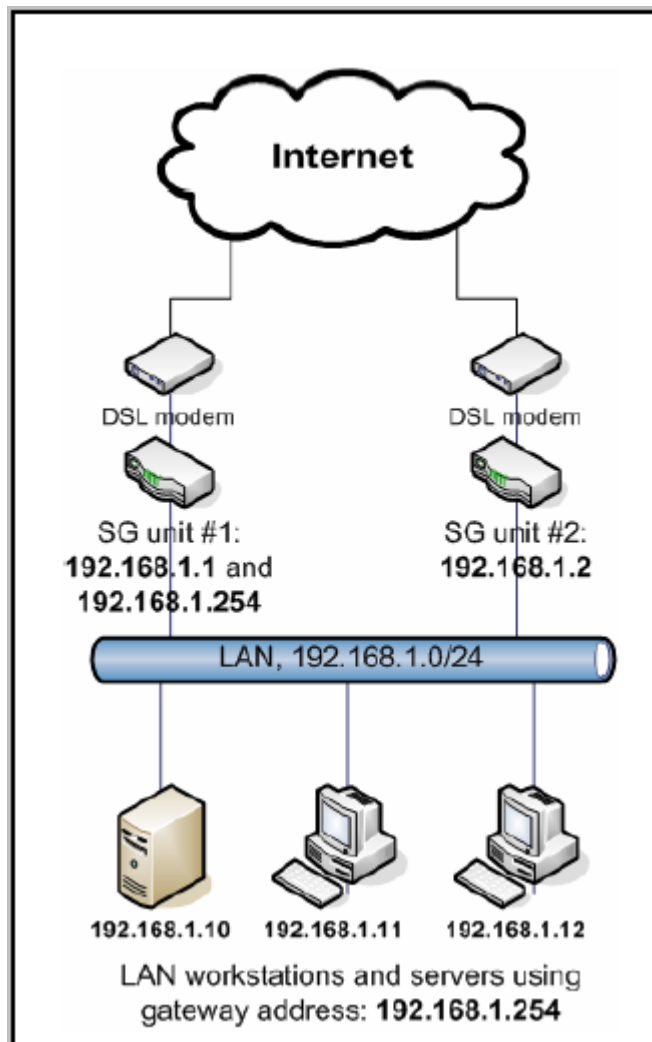 Internet
DSL modem
DSL modem
SG unit #1:
192.168.1.1 and
192.168.1.254
SG unit #2:
192.168.1.2
LAN, 192.168.1.0/24
192.168.1.10
192.168.1.11
192.168.1.12
LAN workstations and servers using
gateway address: 192.168.1.254